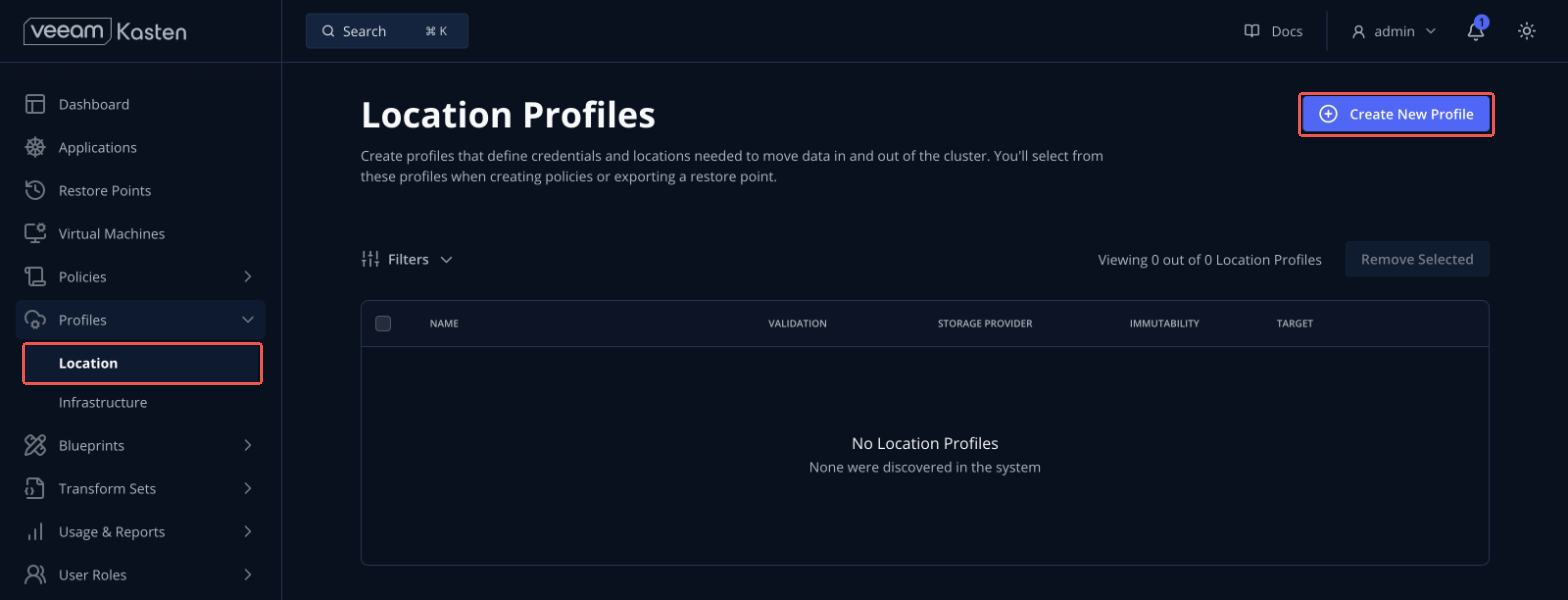 veeam Kasten
Search ⌘ K
Docs
admin
1
Dashboard
Applications
Restore Points
Virtual Machines
Policies
Profiles
Location
Infrastructure
Blueprints
Transform Sets
Usage & Reports
User Roles
Location Profiles
Create New Profile
Create profiles that define credentials and locations needed to move data in and out of the cluster. You'll select from
these profiles when creating policies or exporting a restore point.
Filters
Viewing 0 out of 0 Location Profiles
Remove Selected
NAME VALIDATION STORAGE PROVIDER IMMUTABILITY TARGET
No Location Profiles
None were discovered in the system